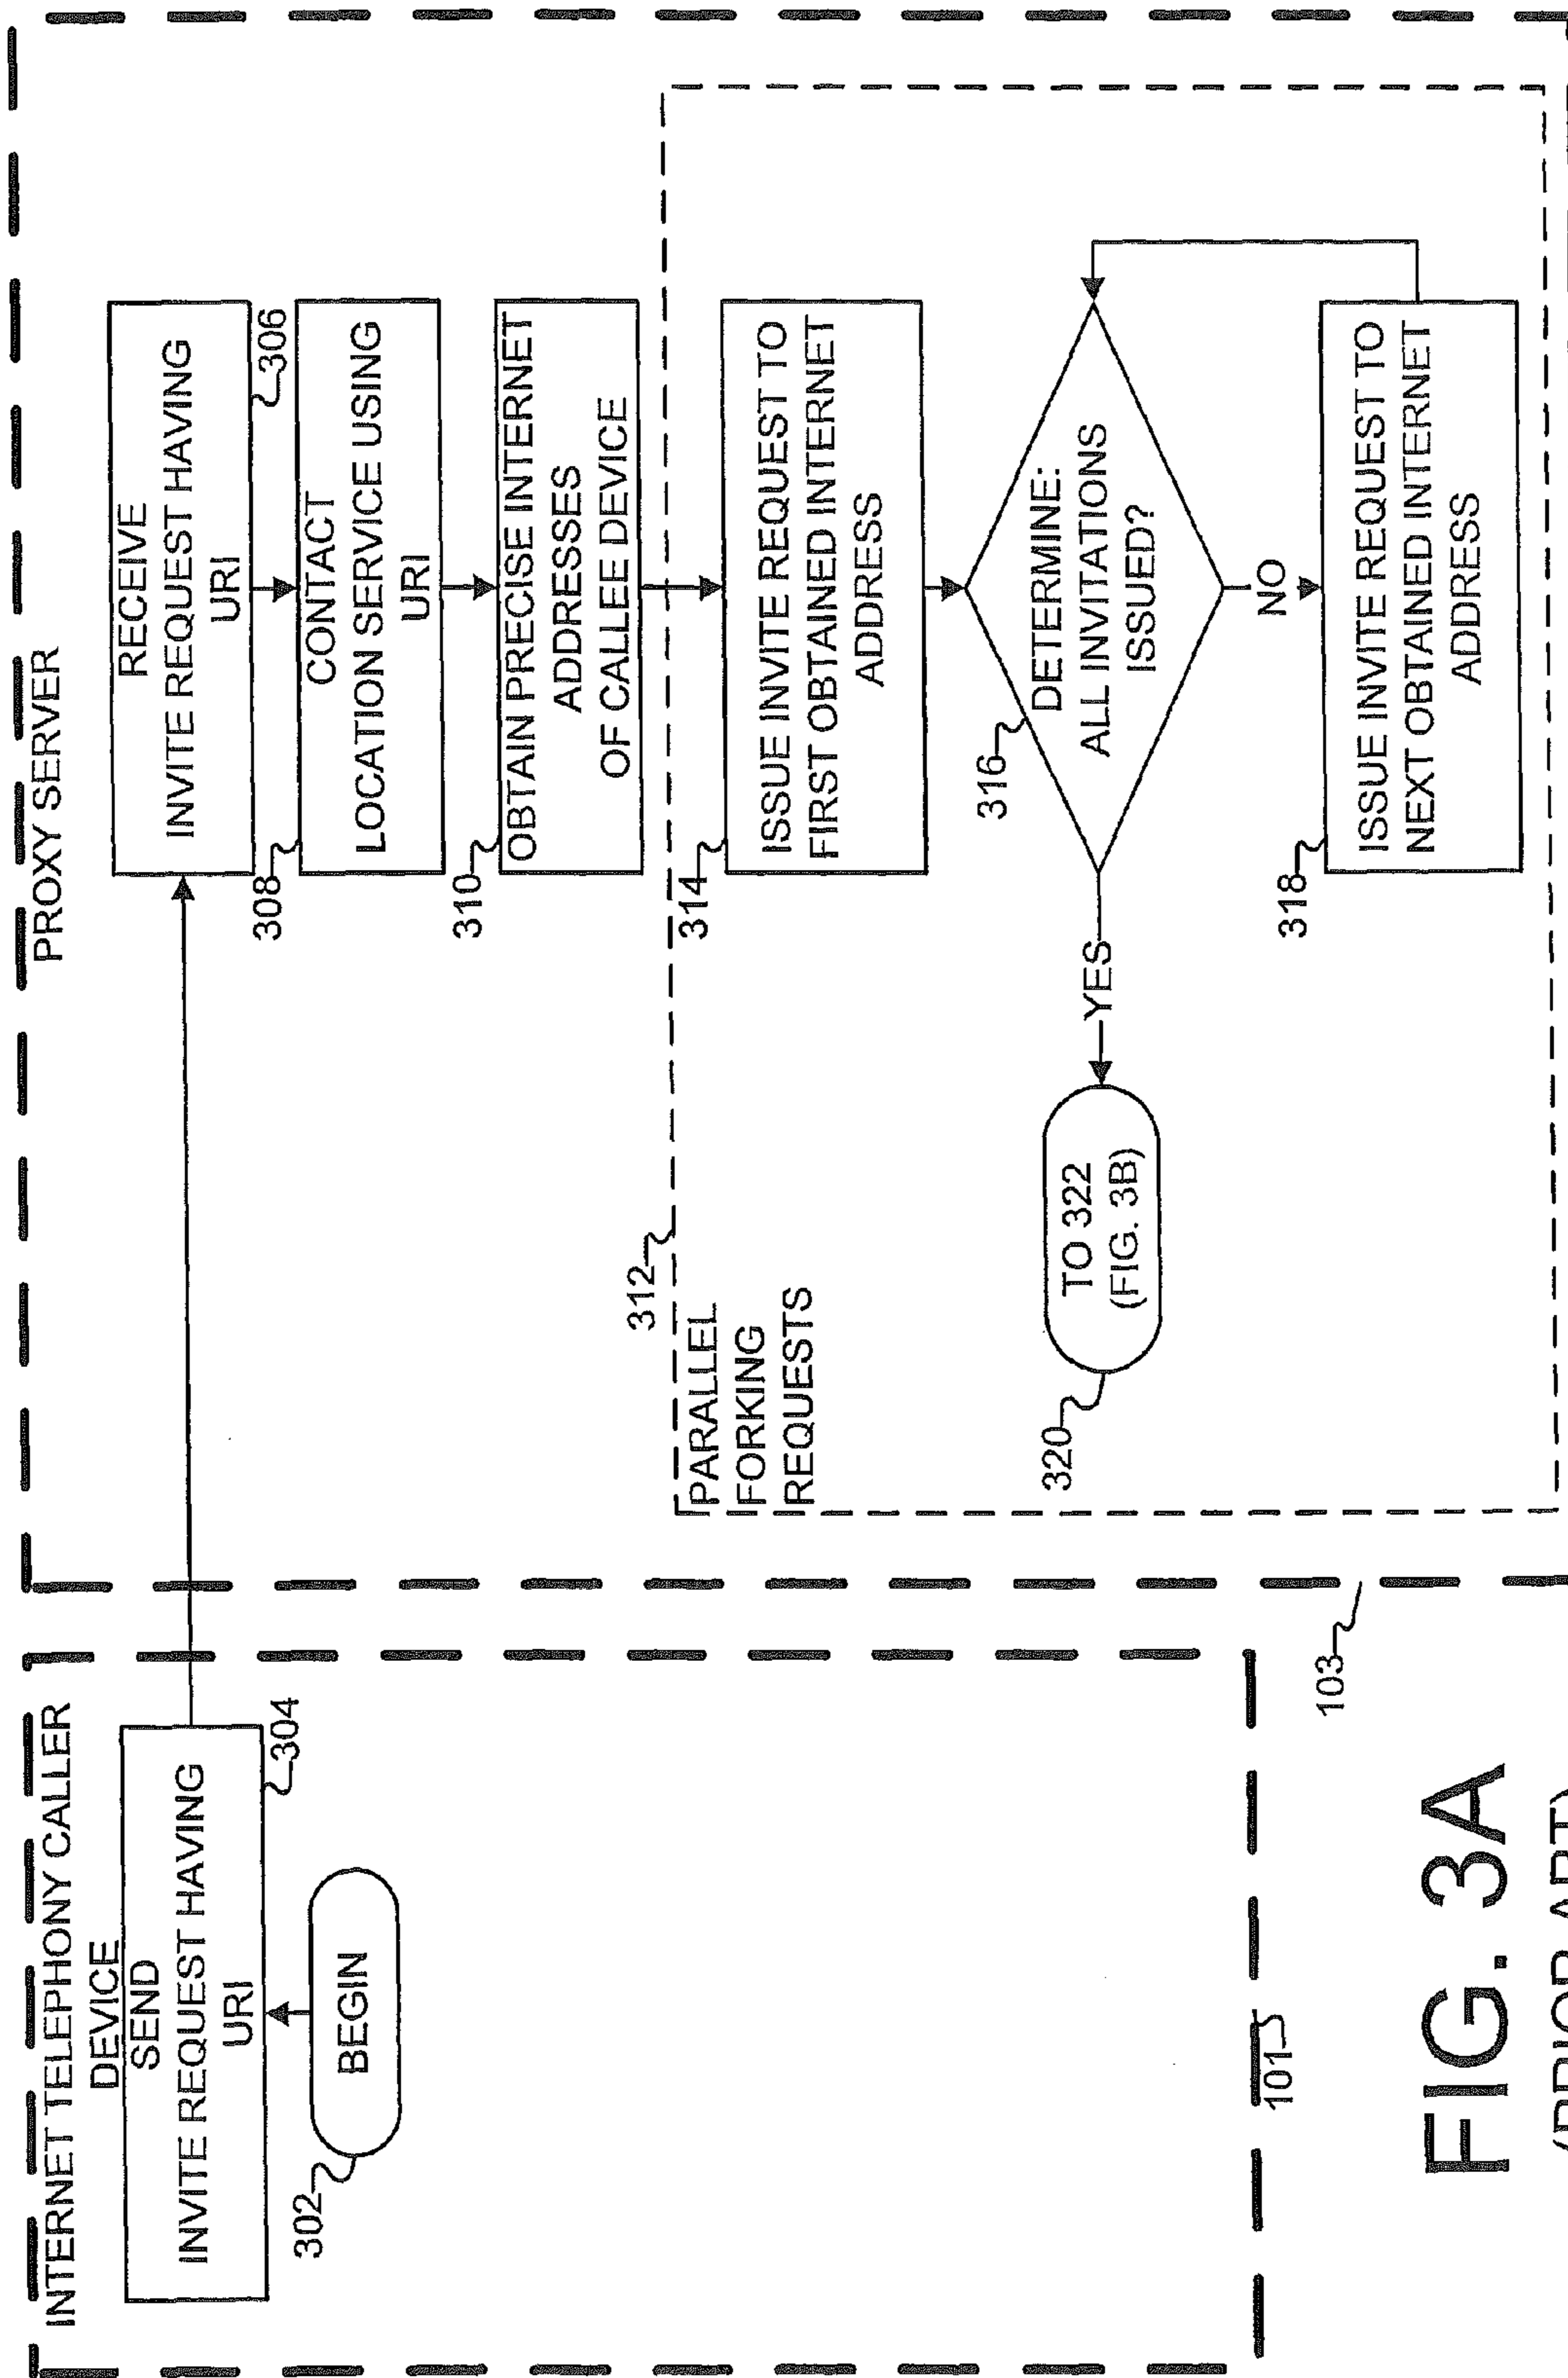 INTERNET TELEPHONY CALLER
DEVICE
SEND
INVITE REQUEST HAVING
URI
304
BEGIN
302
101
PROXY SERVER
RECEIVE
INVITE REQUEST HAVING
URI
306
CONTACT
LOCATION SERVICE USING
URI
308
OBTAIN PRECISE INTERNET
ADDRESSES
OF CALLEE DEVICE
310
312
PARALLEL
FORKING
REQUESTS
ISSUE INVITE REQUEST TO
FIRST OBTAINED INTERNET
ADDRESS
314
DETERMINE:
ALL INVITATIONS
ISSUED?
316
YES
NO
TO 322
(FIG. 3B)
320
ISSUE INVITE REQUEST TO
NEXT OBTAINED INTERNET
ADDRESS
318
103
FIG. 3A
(PRIOR ART)